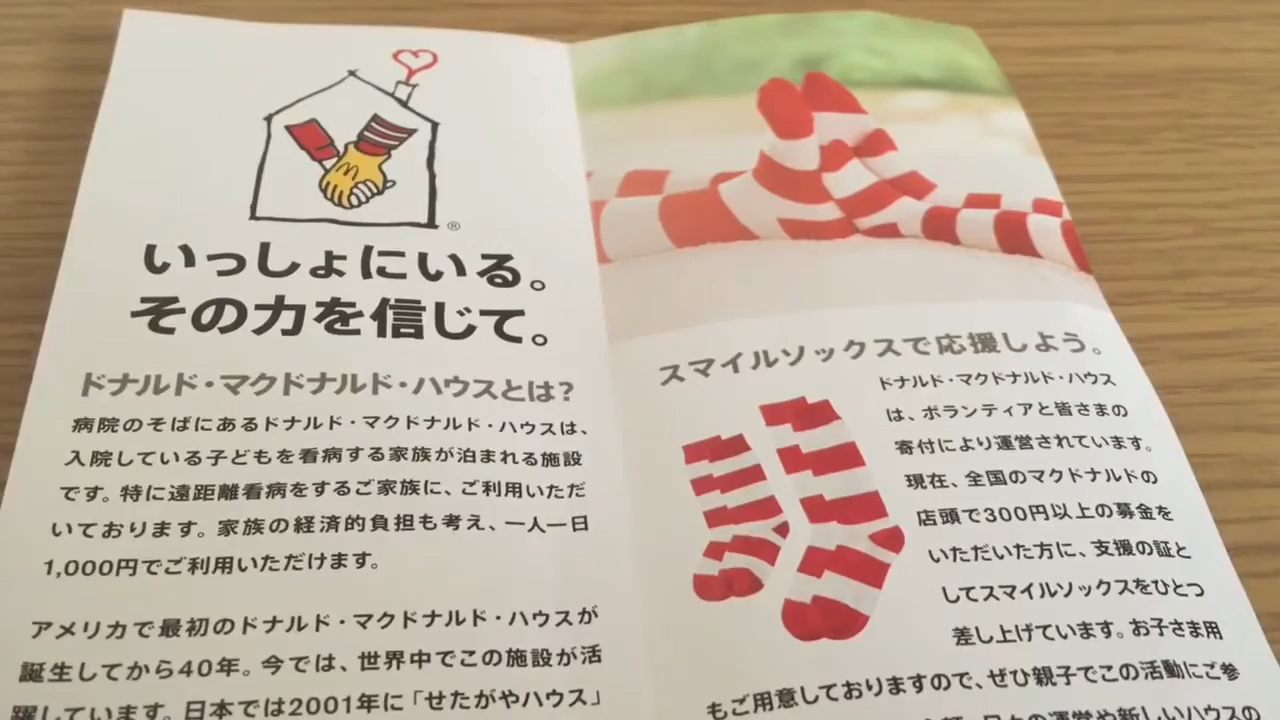 ®
いっしょにいる。
その力を信じて。
ドナルド・マクドナルド・ハウスとは?
病院のそばにあるドナルド・マクドナルド・ハウスは、
入院している子どもを看病する家族が泊まれる施設
です。特に遠距離看病をするご家族に、ご利用いただ
いております。家族の経済的負担も考え、一人一日
1,000円でご利用いただけます。
アメリカで最初のドナルド・マクドナルド・ハウスが
誕生してから40年。今では、世界中でこの施設が活
躍しています。日本では2001年に「せたがやハウス」
スマイルソックスで応援しよう。
ドナルド・マクドナルド・ハウス
は、ボランティアと皆さまの
寄付により運営されています。
現在、全国のマクドナルドの
店頭で300円以上の募金を
いただいた方に、支援の証と
してスマイルソックスをひとつ
差し上げています。お子さま用
もご用意しておりますので、ぜひ親子でこの活動にご参
の運営や新しいハウスの